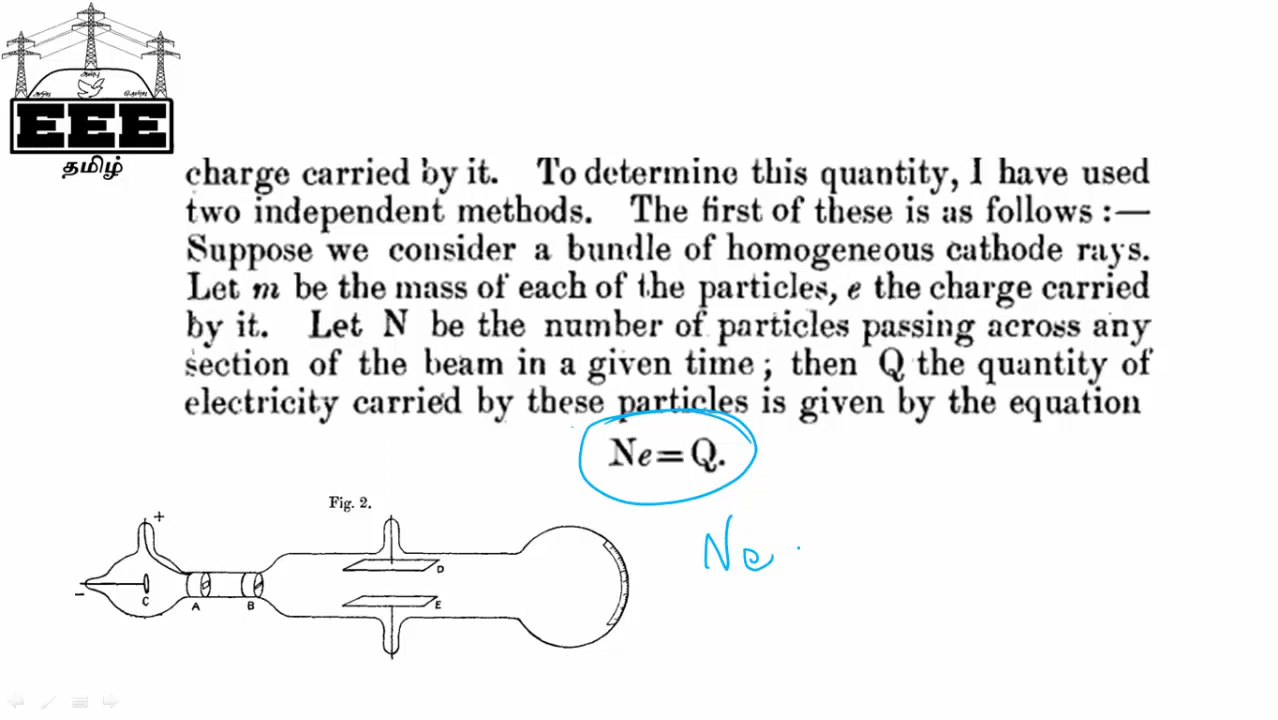 EEE
தமிழ்
charge carried by it. To determine this quantity, I have used
two independent methods. The first of these is as follows :—
Suppose we consider a bundle of homogeneous cathode rays.
Let m be the mass of each of the particles, e the charge carried
by it. Let N be the number of particles passing across any
section of the beam in a given time ; then Q the quantity of
electricity carried by these particles is given by the equation
Ne=Q.
Fig. 2.
+
−
C
A
B
D
E
Ne